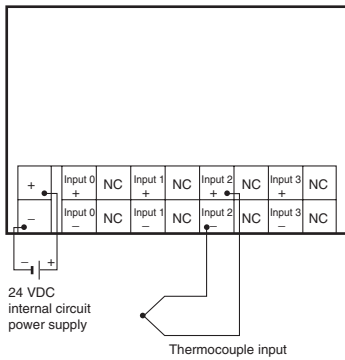 + Input 0 + NC Input 1 + NC Input 2 + NC Input 3 + NC
− Input 0 − NC Input 1 − NC Input 2 − NC Input 3 − NC
− +
24 VDC
internal circuit
power supply
Thermocouple input